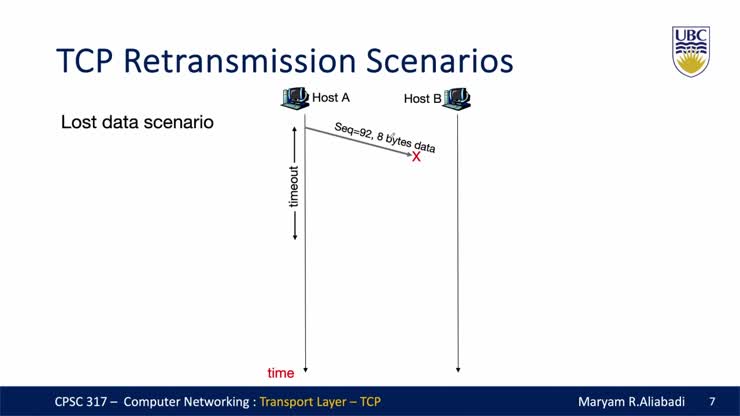 UBC
TCP Retransmission Scenarios
Host A
Host B
Lost data scenario
Seq=92, 8 bytes data
X
timeout
time
CPSC 317 – Computer Networking : Transport Layer – TCP
Maryam R.Aliabadi
7